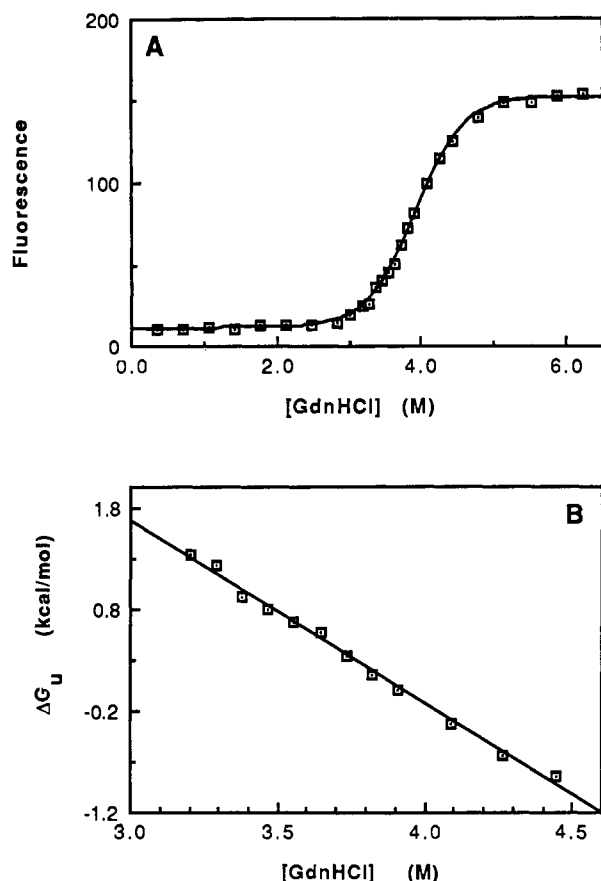 A
200
100
0
Fluorescence
0.0 2.0 4.0 6.0
[GdnHCl] (M)
B
1.8
0.8
-0.2
-1.2
ΔGu (kcal/mol)
3.0 3.5 4.0 4.5
[GdnHCl] (M)